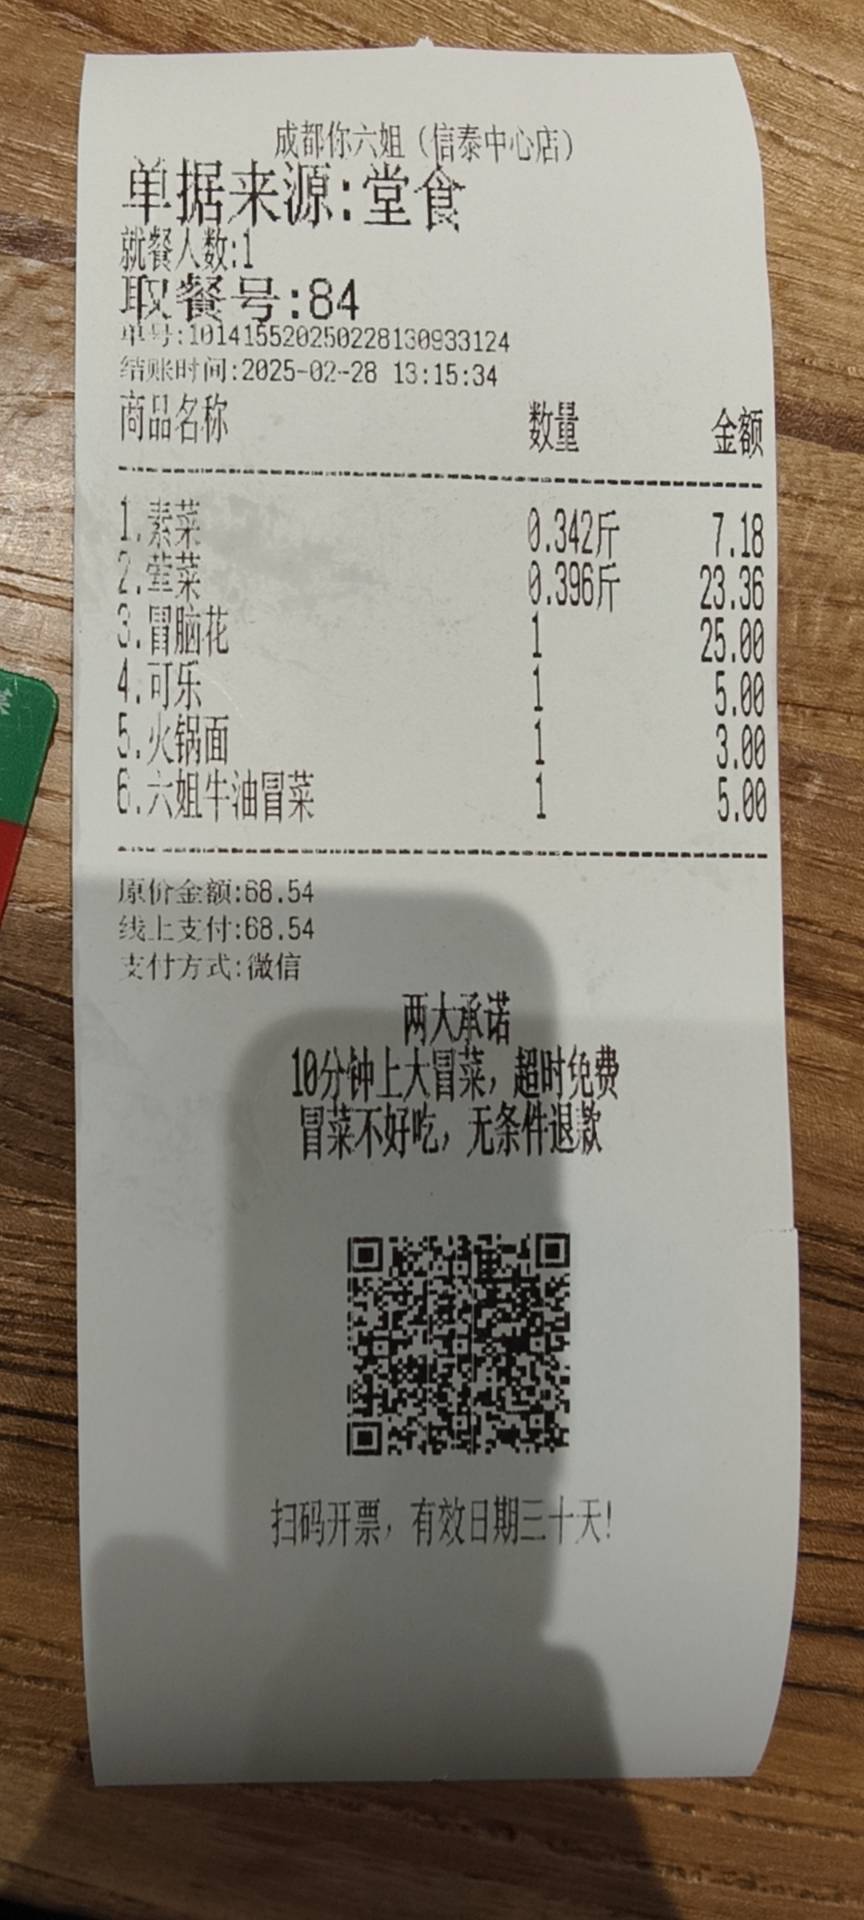 成都你六姐（信泰中心店）
单据来源:堂食
就餐人数:1
取餐号:84
单号:10141552025022813093​3124
结账时间:2025-02-28 13:15:34
商品名称 数量 金额
1.素菜 0.342斤 7.18
2.荤菜 0.396斤 23.36
3.冒脑花 1 25.00
4.可乐 1 5.00
5.火锅面 1 3.00
6.六姐牛油冒菜 1 5.00
原价金额:68.54
线上支付:68.54
支付方式:微信
两大承诺
10分钟上大冒菜，超时免费
冒菜不好吃，无条件退款
扫码开票，有效日期三十天!
菜